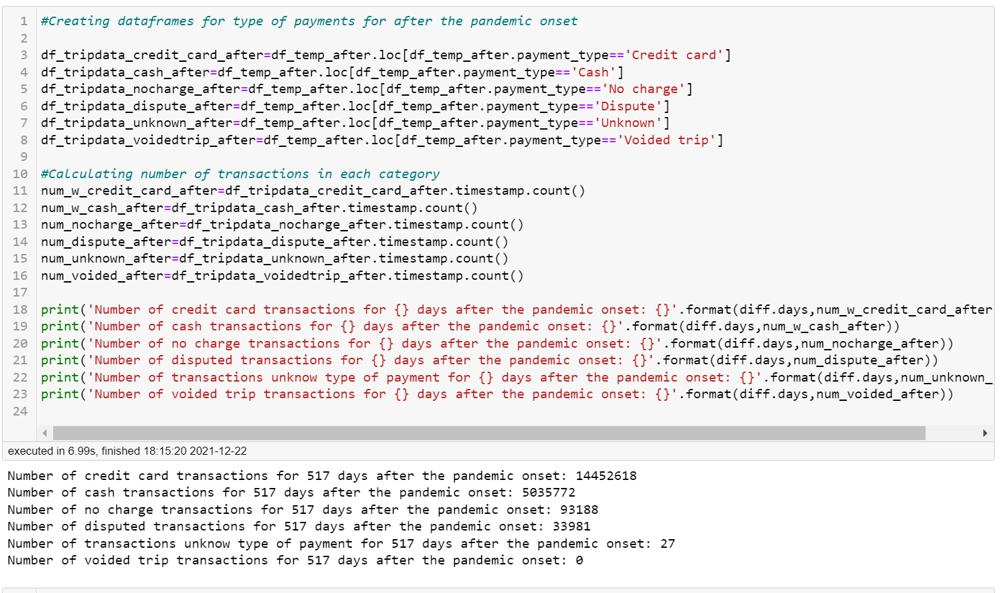 1 #Creating dataframes for type of payments for after the pandemic onset
2
3 df_tripdata_credit_card_after=df_temp_after.loc[df_temp_after.payment_type=='Credit card']
4 df_tripdata_cash_after=df_temp_after.loc[df_temp_after.payment_type=='Cash']
5 df_tripdata_nocharge_after=df_temp_after.loc[df_temp_after.payment_type=='No charge']
6 df_tripdata_dispute_after=df_temp_after.loc[df_temp_after.payment_type=='Dispute']
7 df_tripdata_unknown_after=df_temp_after.loc[df_temp_after.payment_type=='Unknown']
8 df_tripdata_voidedtrip_after=df_temp_after.loc[df_temp_after.payment_type=='Voided trip']
9
10 #Calculating number of transactions in each category
11 num_w_credit_card_after=df_tripdata_credit_card_after.timestamp.count()
12 num_w_cash_after=df_tripdata_cash_after.timestamp.count()
13 num_nocharge_after=df_tripdata_nocharge_after.timestamp.count()
14 num_dispute_after=df_tripdata_dispute_after.timestamp.count()
15 num_unknown_after=df_tripdata_unknown_after.timestamp.count()
16 num_voided_after=df_tripdata_voidedtrip_after.timestamp.count()
17
18 print('Number of credit card transactions for {} days after the pandemic onset: {}'.format(diff.days,num_w_credit_card_after
19 print('Number of cash transactions for {} days after the pandemic onset: {}'.format(diff.days,num_w_cash_after))
20 print('Number of no charge transactions for {} days after the pandemic onset: {}'.format(diff.days,num_nocharge_after))
21 print('Number of disputed transactions for {} days after the pandemic onset: {}'.format(diff.days,num_dispute_after))
22 print('Number of transactions unknow type of payment for {} days after the pandemic onset: {}'.format(diff.days,num_unknown_
23 print('Number of voided trip transactions for {} days after the pandemic onset: {}'.format(diff.days,num_voided_after))
24
executed in 6.99s, finished 18:15:20 2021-12-22
Number of credit card transactions for 517 days after the pandemic onset: 14452618
Number of cash transactions for 517 days after the pandemic onset: 5035772
Number of no charge transactions for 517 days after the pandemic onset: 93188
Number of disputed transactions for 517 days after the pandemic onset: 33981
Number of transactions unknow type of payment for 517 days after the pandemic onset: 27
Number of voided trip transactions for 517 days after the pandemic onset: 0